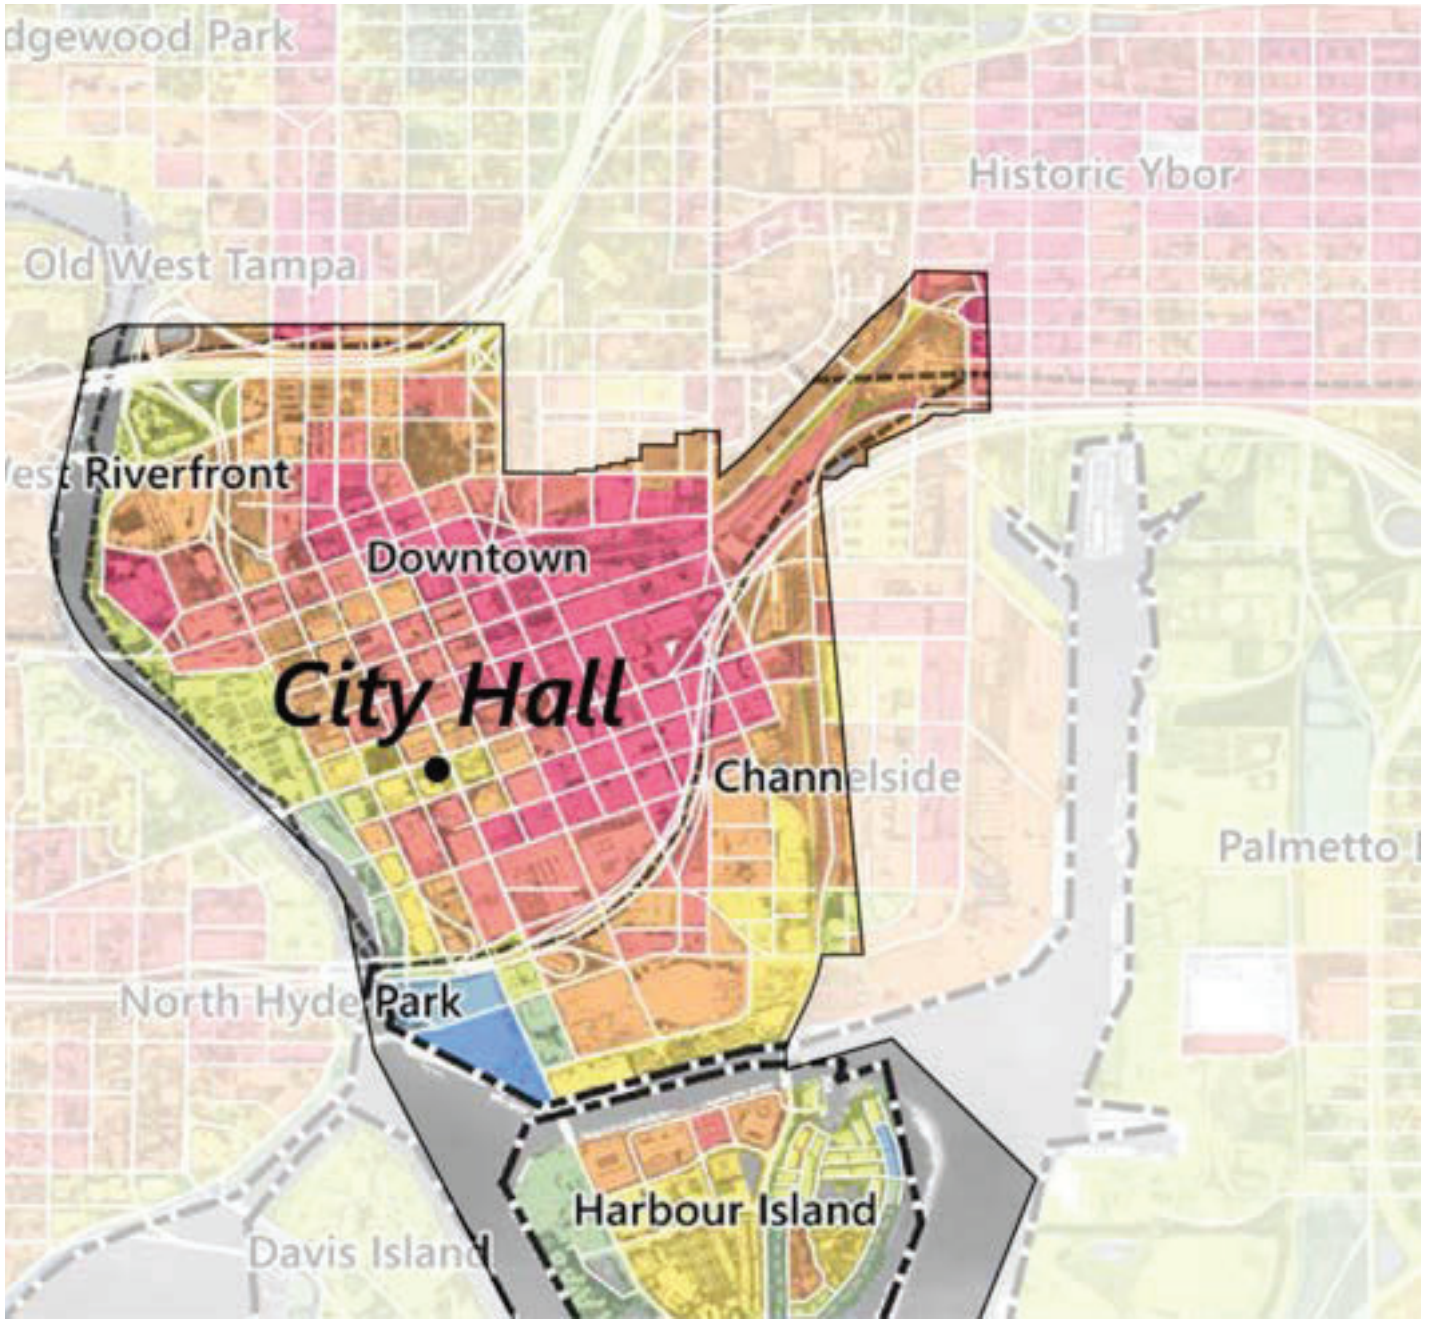 dgewood Park
Historic Ybor
Old West Tampa
West Riverfront
Downtown
City Hall
Channelside
Palmetto
North Hyde Park
Harbour Island
Davis Island